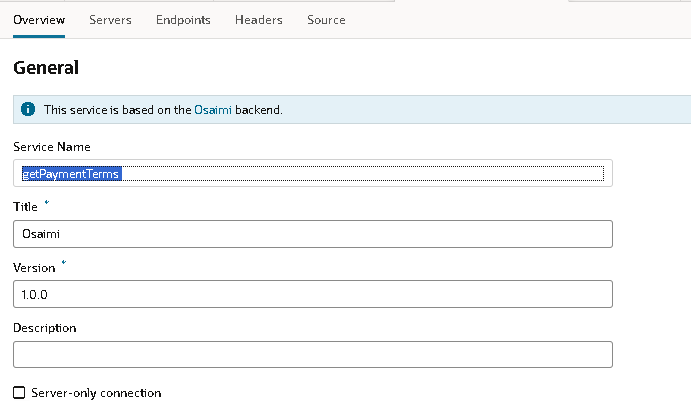 Overview Servers Endpoints Headers Source
General
This service is based on the Osaimi backend.
Service Name
getPaymentTerms
Title *
Osaimi
Version *
1.0.0
Description
Server-only connection